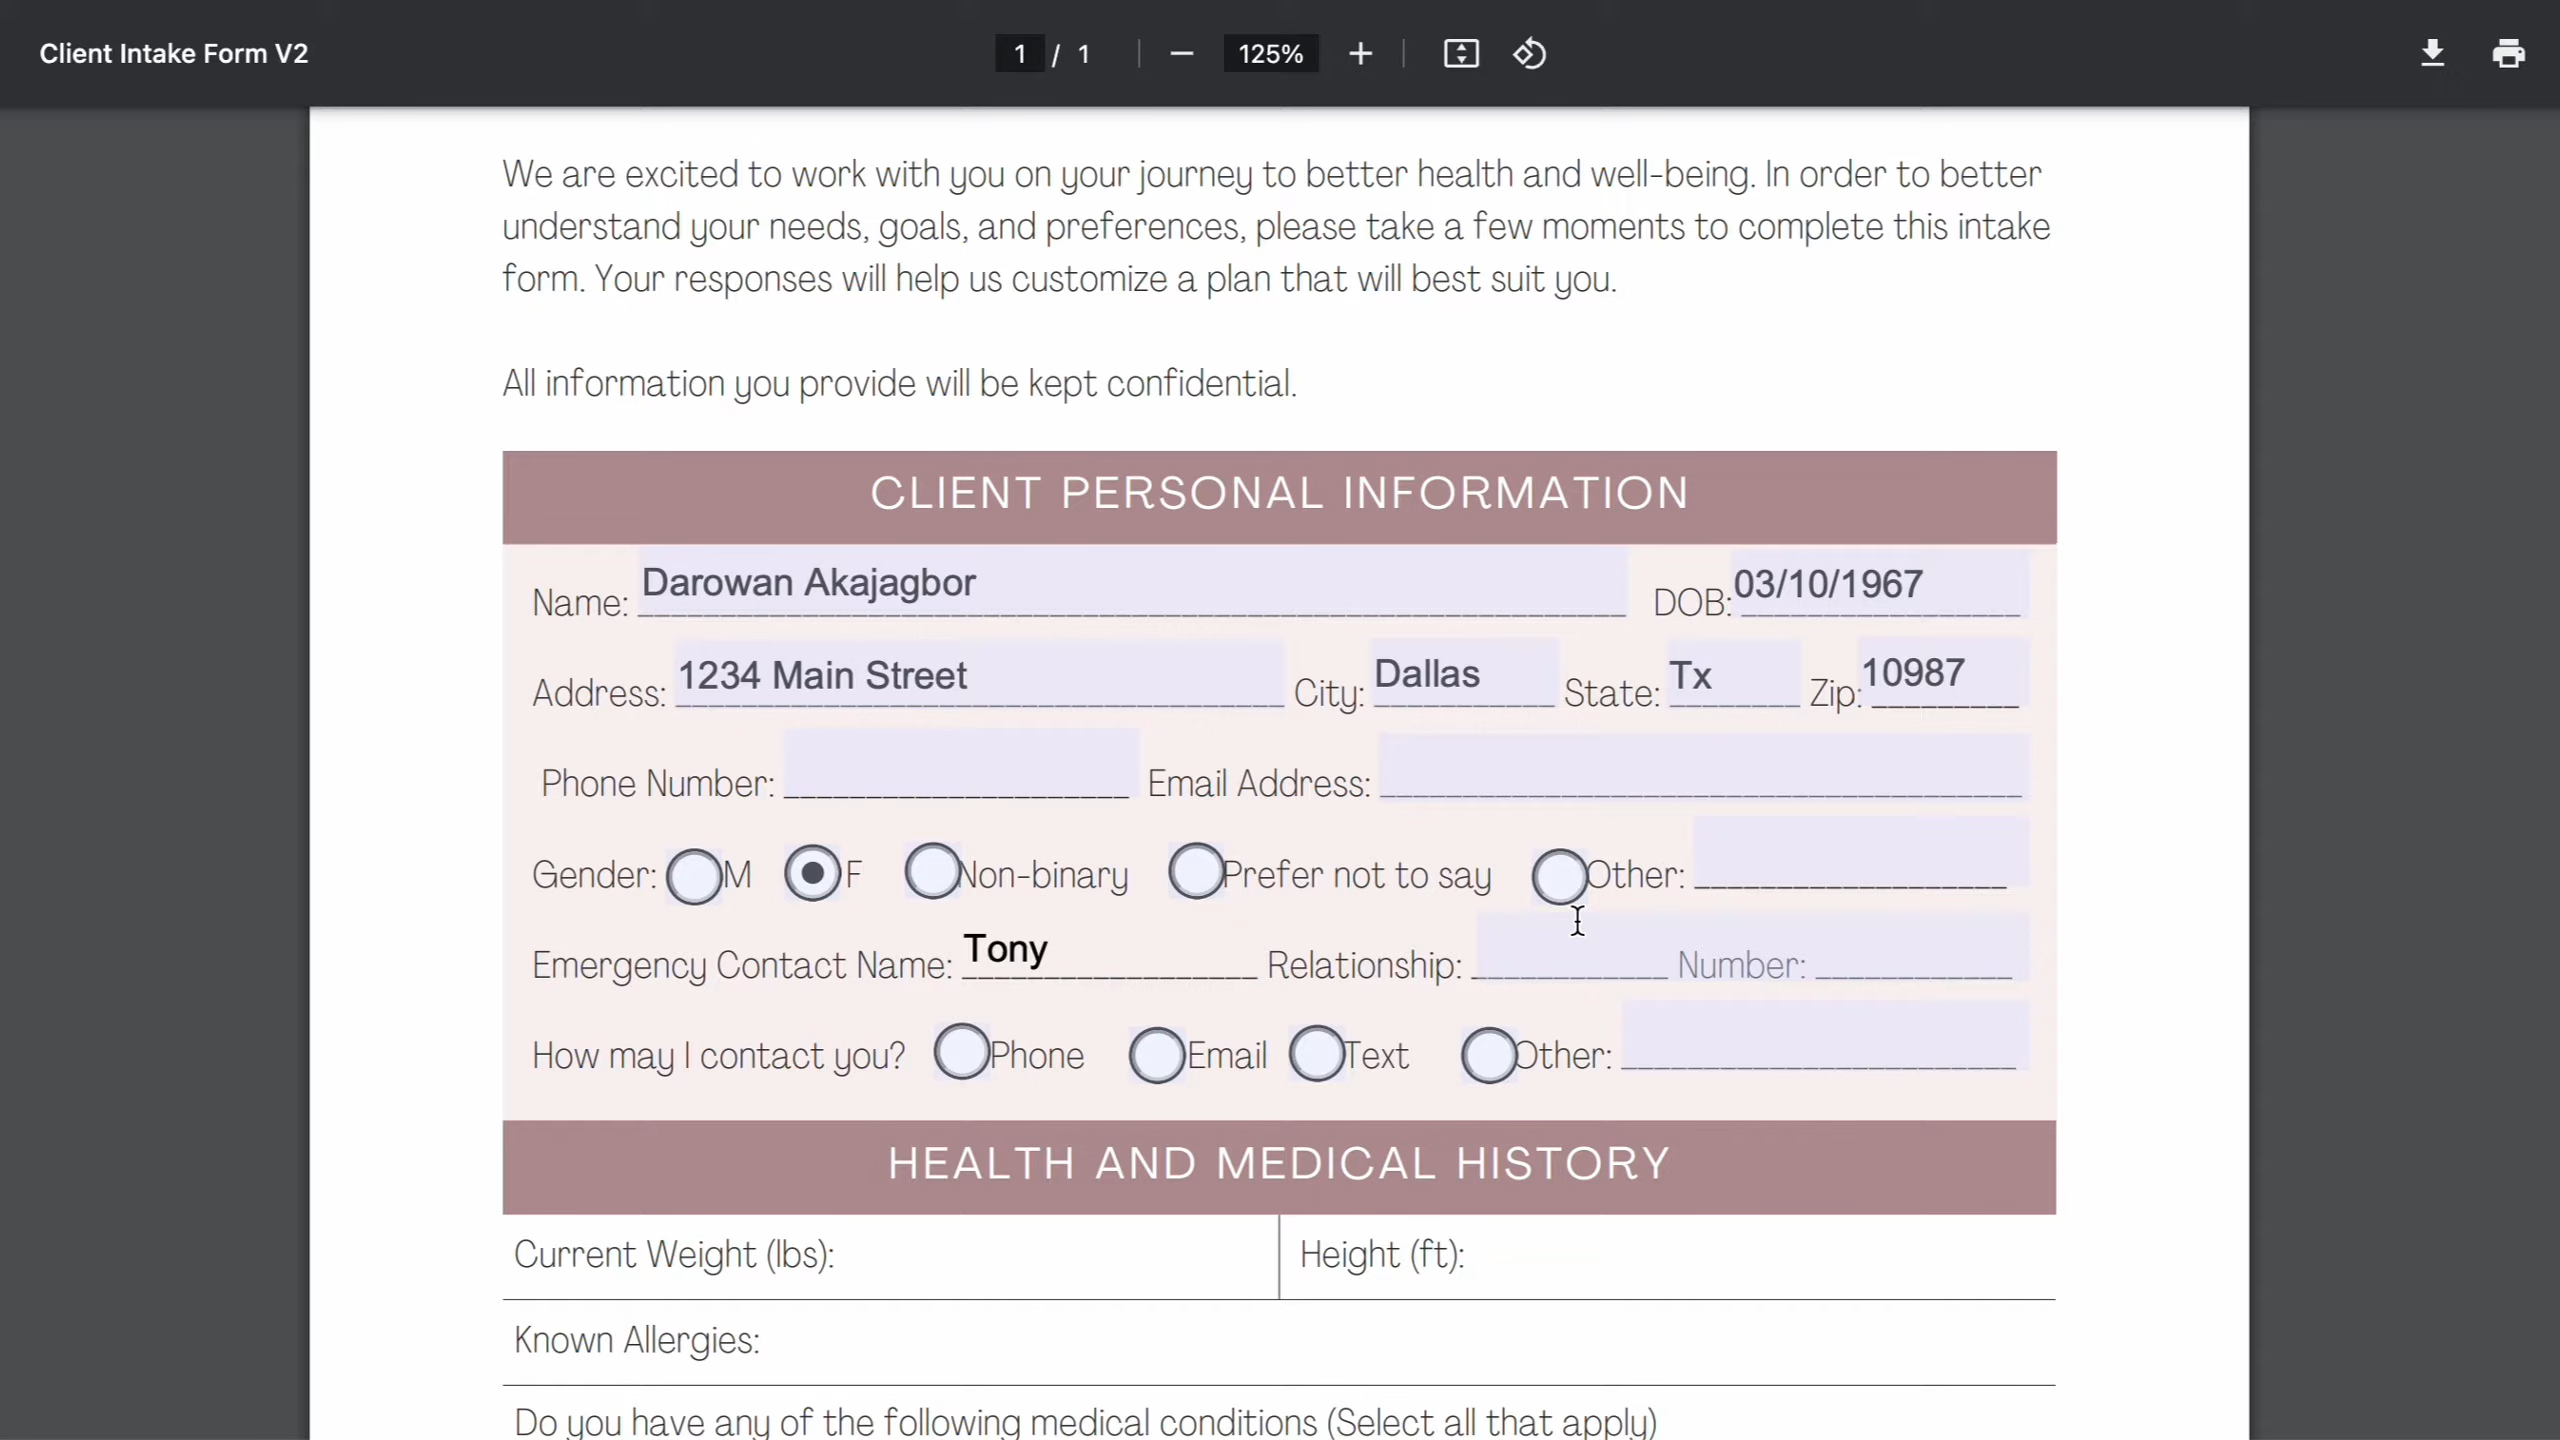 Client Intake Form V2
1 / 1
125%
We are excited to work with you on your journey to better health and well-being. In order to better
understand your needs, goals, and preferences, please take a few moments to complete this intake
form. Your responses will help us customize a plan that will best suit you.
All information you provide will be kept confidential.
CLIENT PERSONAL INFORMATION
Name: Darowan Akajagbor DOB: 03/10/1967
Address: 1234 Main Street City: Dallas State: Tx Zip: 10987
Phone Number: Email Address:
Gender: M F Non-binary Prefer not to say Other:
Emergency Contact Name: Tony Relationship: Number:
How may I contact you? Phone Email Text Other:
HEALTH AND MEDICAL HISTORY
Current Weight (lbs): Height (ft):
Known Allergies:
Do you have any of the following medical conditions (Select all that apply)